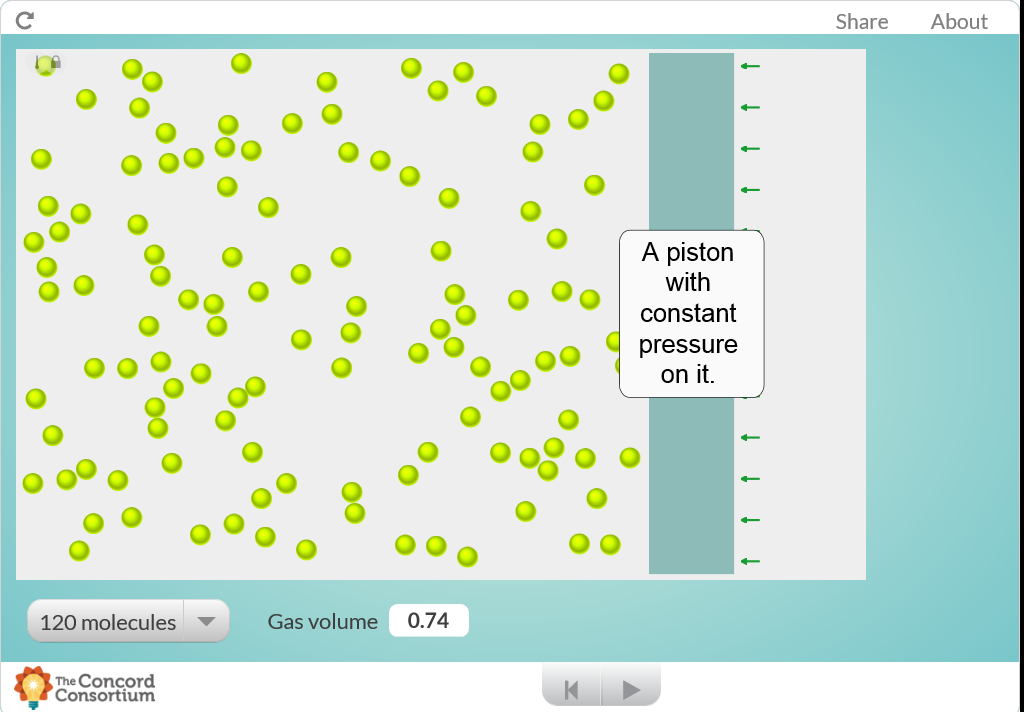 Share
About
A piston
with
constant
pressure
on it.
120 molecules
Gas volume
0.74
The Concord
Consortium